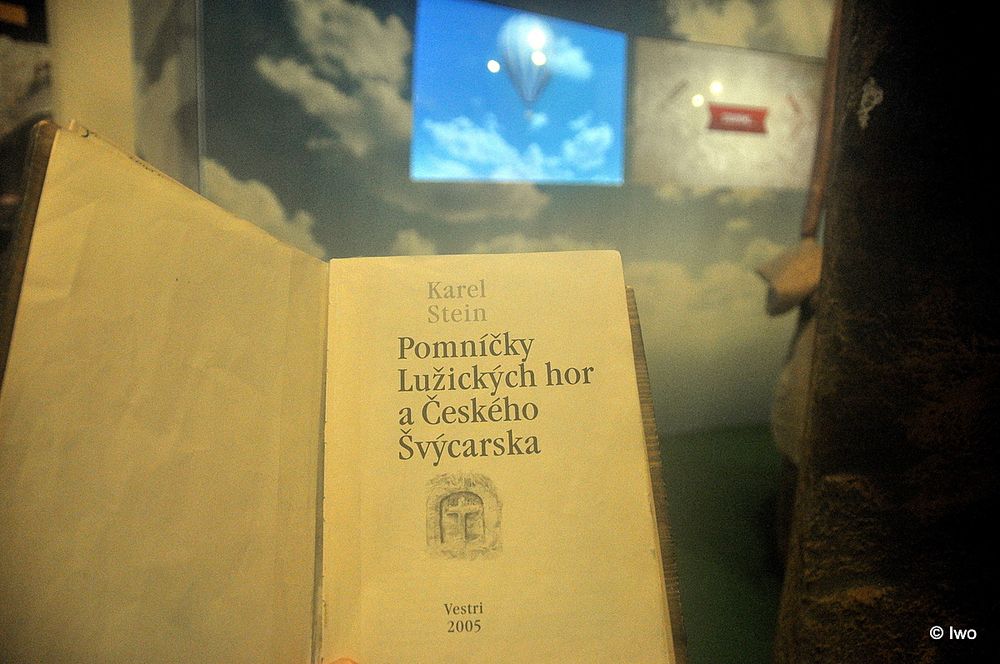 Karel
Stein
Pomníčky
Lužických hor
a Českého
Švýcarska
Vestri
2005
© Iwo